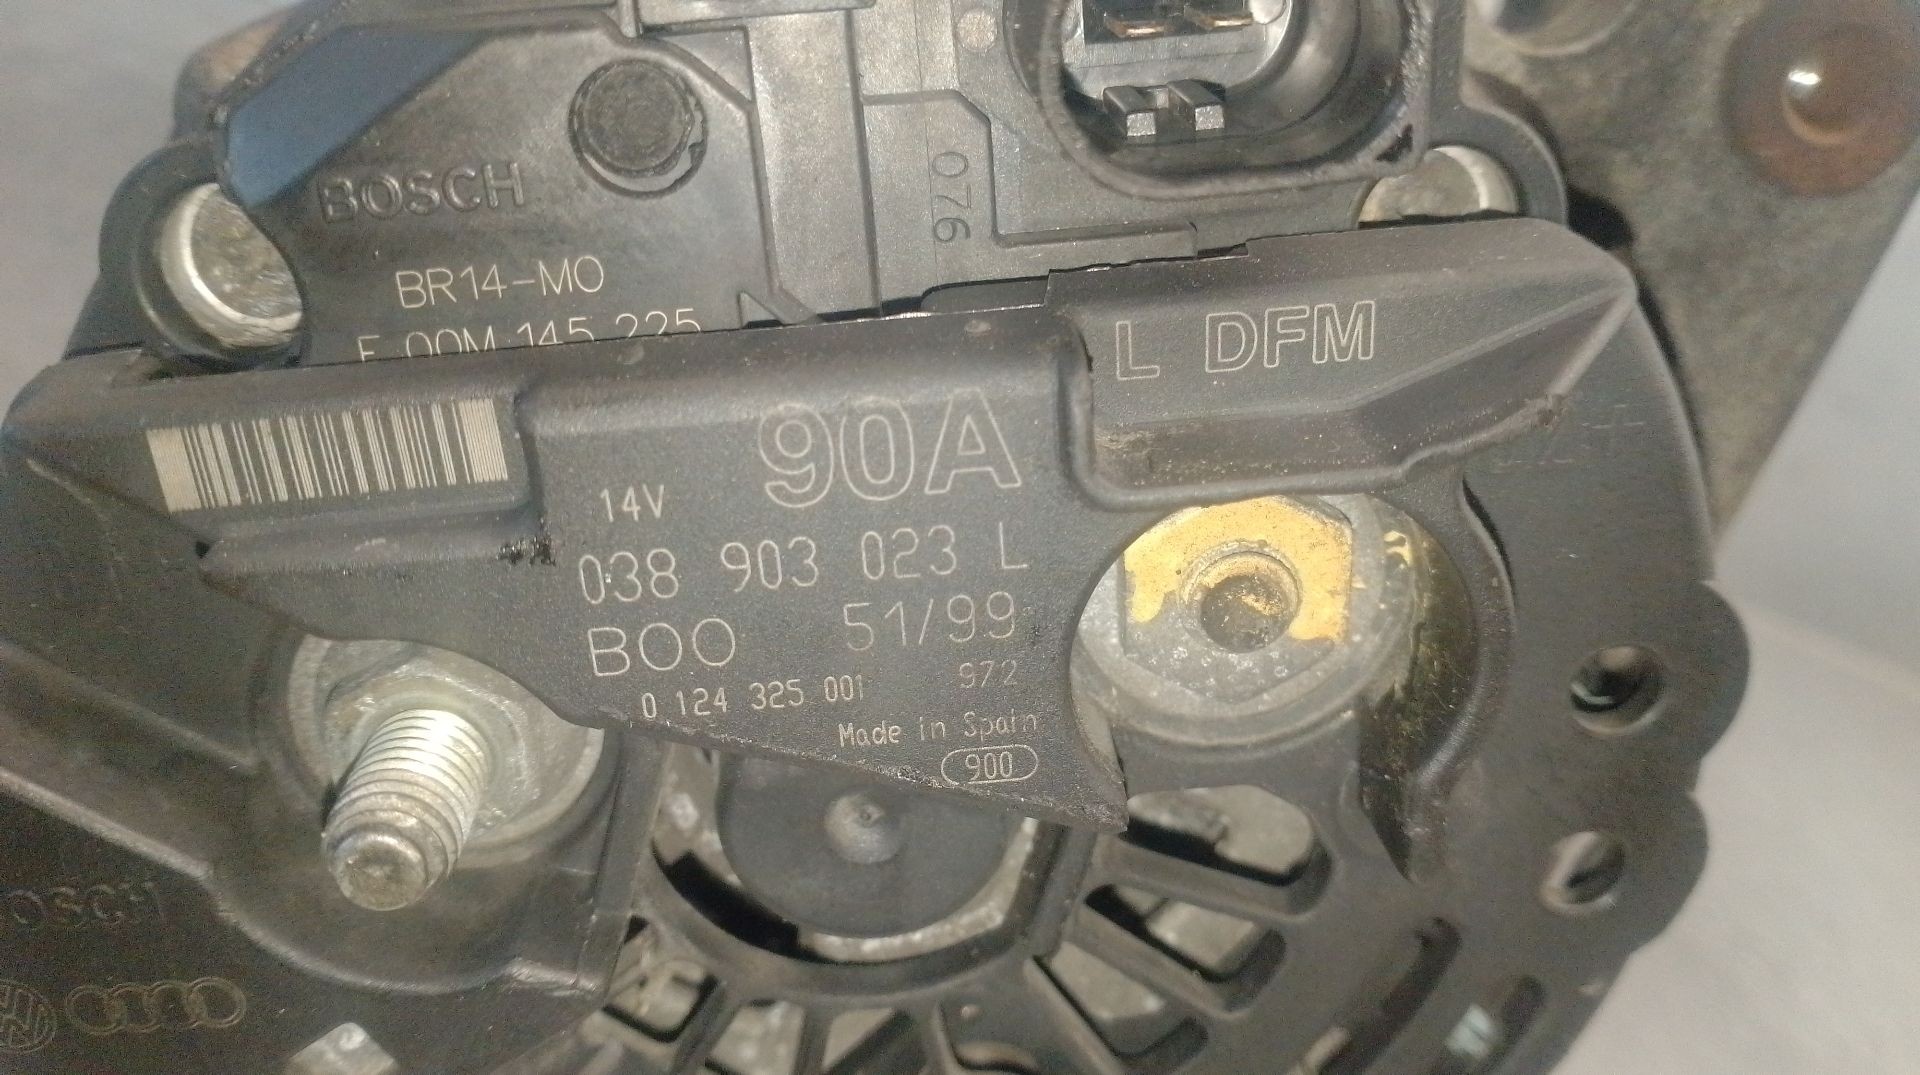 BOSCH
076
BR14-MO
F 00M 145 225
L DFM
90A
14V
038 903 023 L
BOO 51/99
0 124 325 001 972
Made in Spain
900
BOSCH